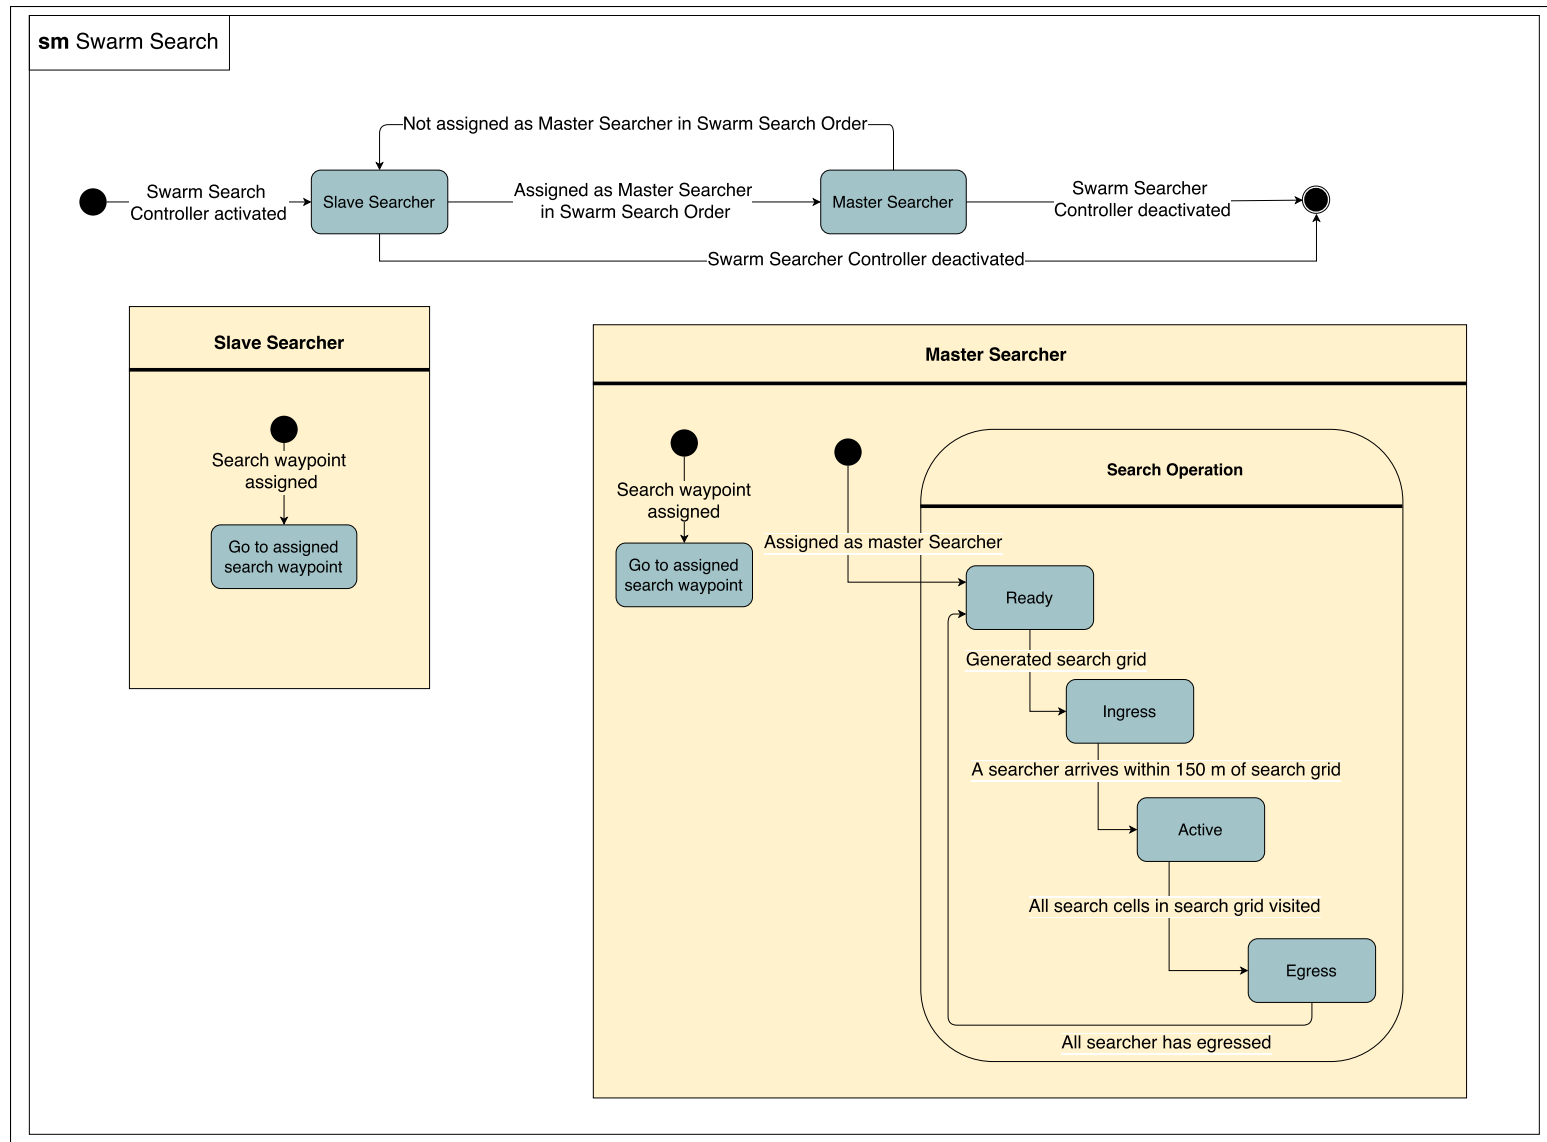 sm Swarm Search
Not assigned as Master Searcher in Swarm Search Order
Swarm Search
Controller activated
Slave Searcher
Assigned as Master Searcher
in Swarm Search Order
Master Searcher
Swarm Searcher
Controller deactivated
Swarm Searcher Controller deactivated
Slave Searcher
Search waypoint
assigned
Go to assigned
search waypoint
Master Searcher
Search waypoint
assigned
Go to assigned
search waypoint
Assigned as master Searcher
Search Operation
Ready
Generated search grid
Ingress
A searcher arrives within 150 m of search grid
Active
All search cells in search grid visited
Egress
All searcher has egressed